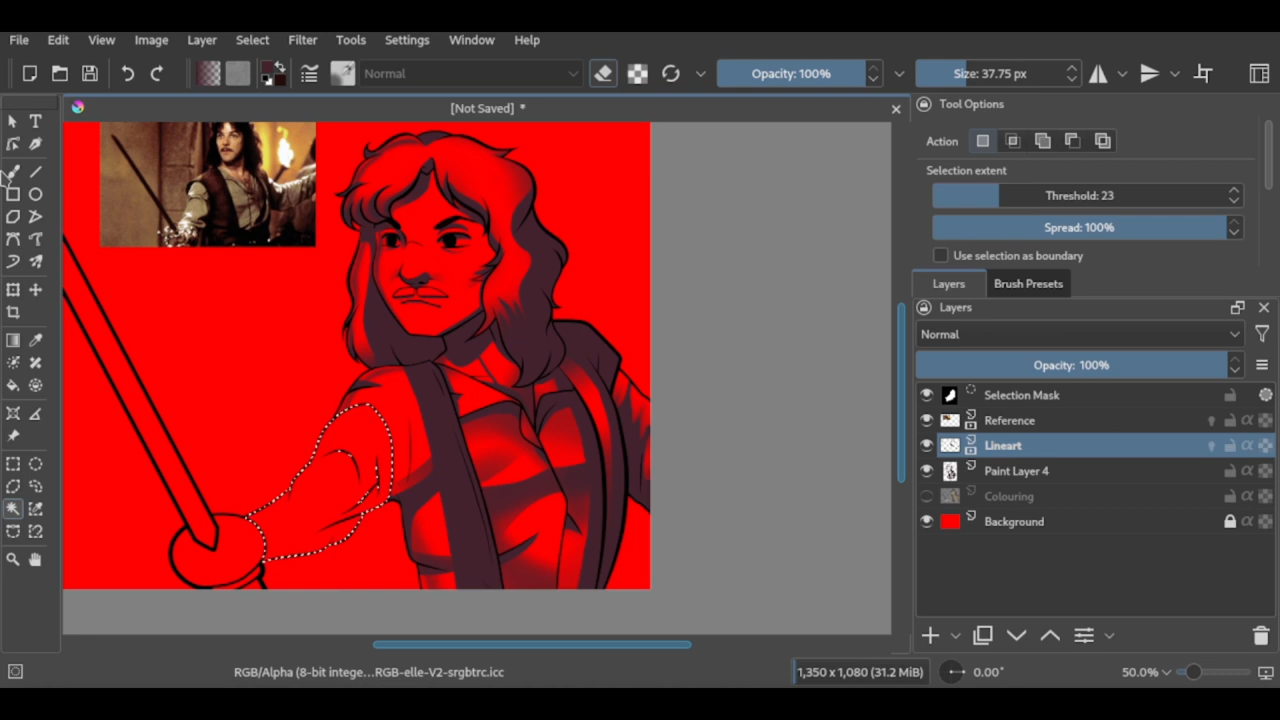 File Edit View Image Layer Select Filter Tools Settings Window Help
Normal Opacity: 100% Size: 37.75 px
[Not Saved] *
Tool Options
Action
Selection extent
Threshold: 23
Spread: 100%
Use selection as boundary
Layers Brush Presets
Layers
Normal
Opacity: 100%
Selection Mask
Reference
Lineart
Paint Layer 4
Colouring
Background
RGB/Alpha (8-bit intege...RGB-elle-V2-srgbtrc.icc 1,350 x 1,080 (31.2 MiB) 0.00° 50.0%